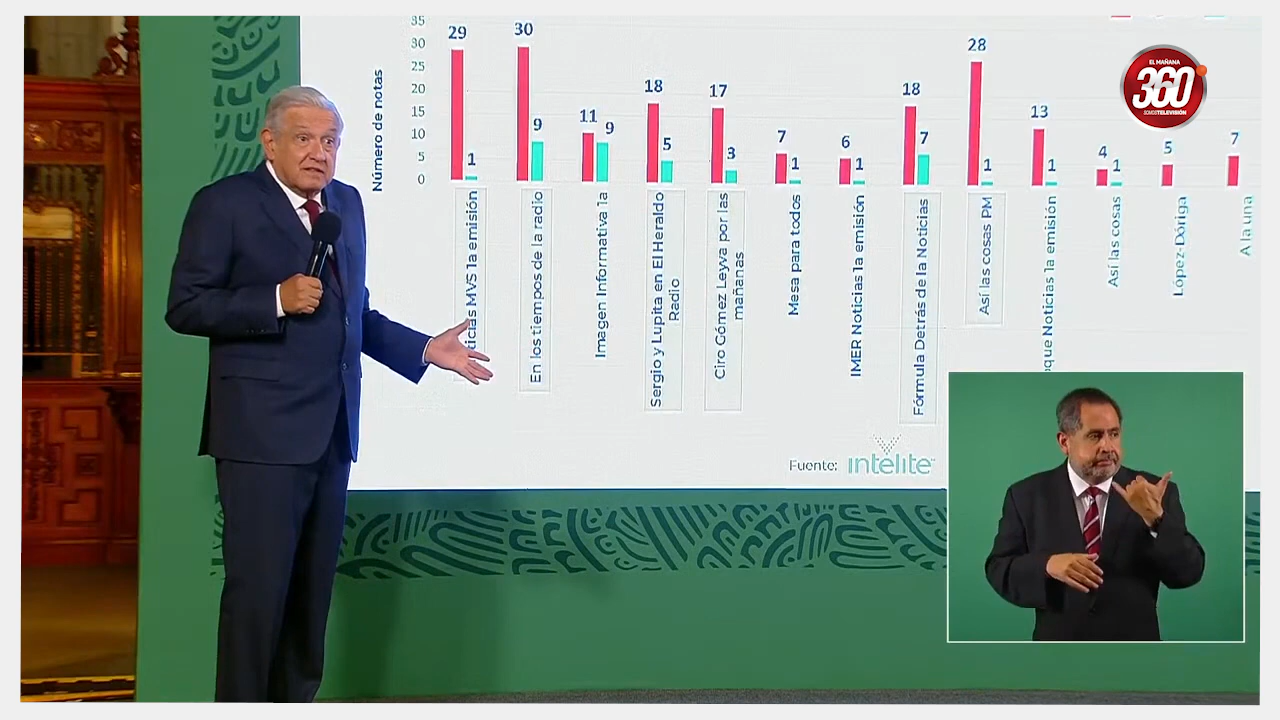 35
30
25
20
15
10
5
0
Número de notas
29
1
30
9
11
9
18
5
17
3
7
1
6
1
18
7
28
1
13
1
4
1
5
7
MVS 1a emisión
En los tiempos de la radio
Imagen Informativa 1a
Sergio y Lupita en El Heraldo
Radio
Ciro Gómez Leyva por las
mañanas
Mesa para todos
IMER Noticias 1a emisión
Fórmula Detrás de la Noticias
Así las cosas PM
Noticias 1a emisión
Así las cosas
López-Dóriga
A la una
Fuente: intélite
EL MAÑANA
360
SOMOSTELEVISIÓN